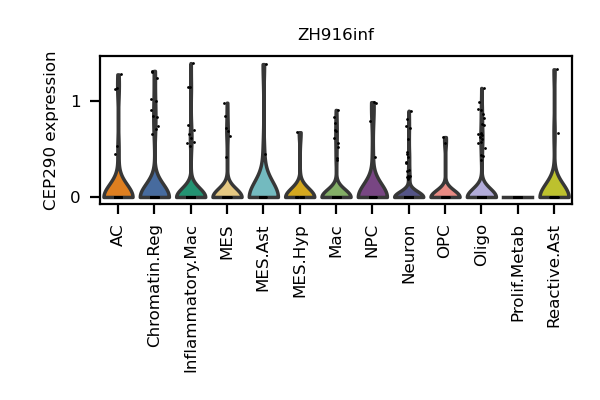 ZH916inf
CEP290 expression
1
0
AC
Chromatin.Reg
Inflammatory.Mac
MES
MES.Ast
MES.Hyp
Mac
NPC
Neuron
OPC
Oligo
Prolif.Metab
Reactive.Ast